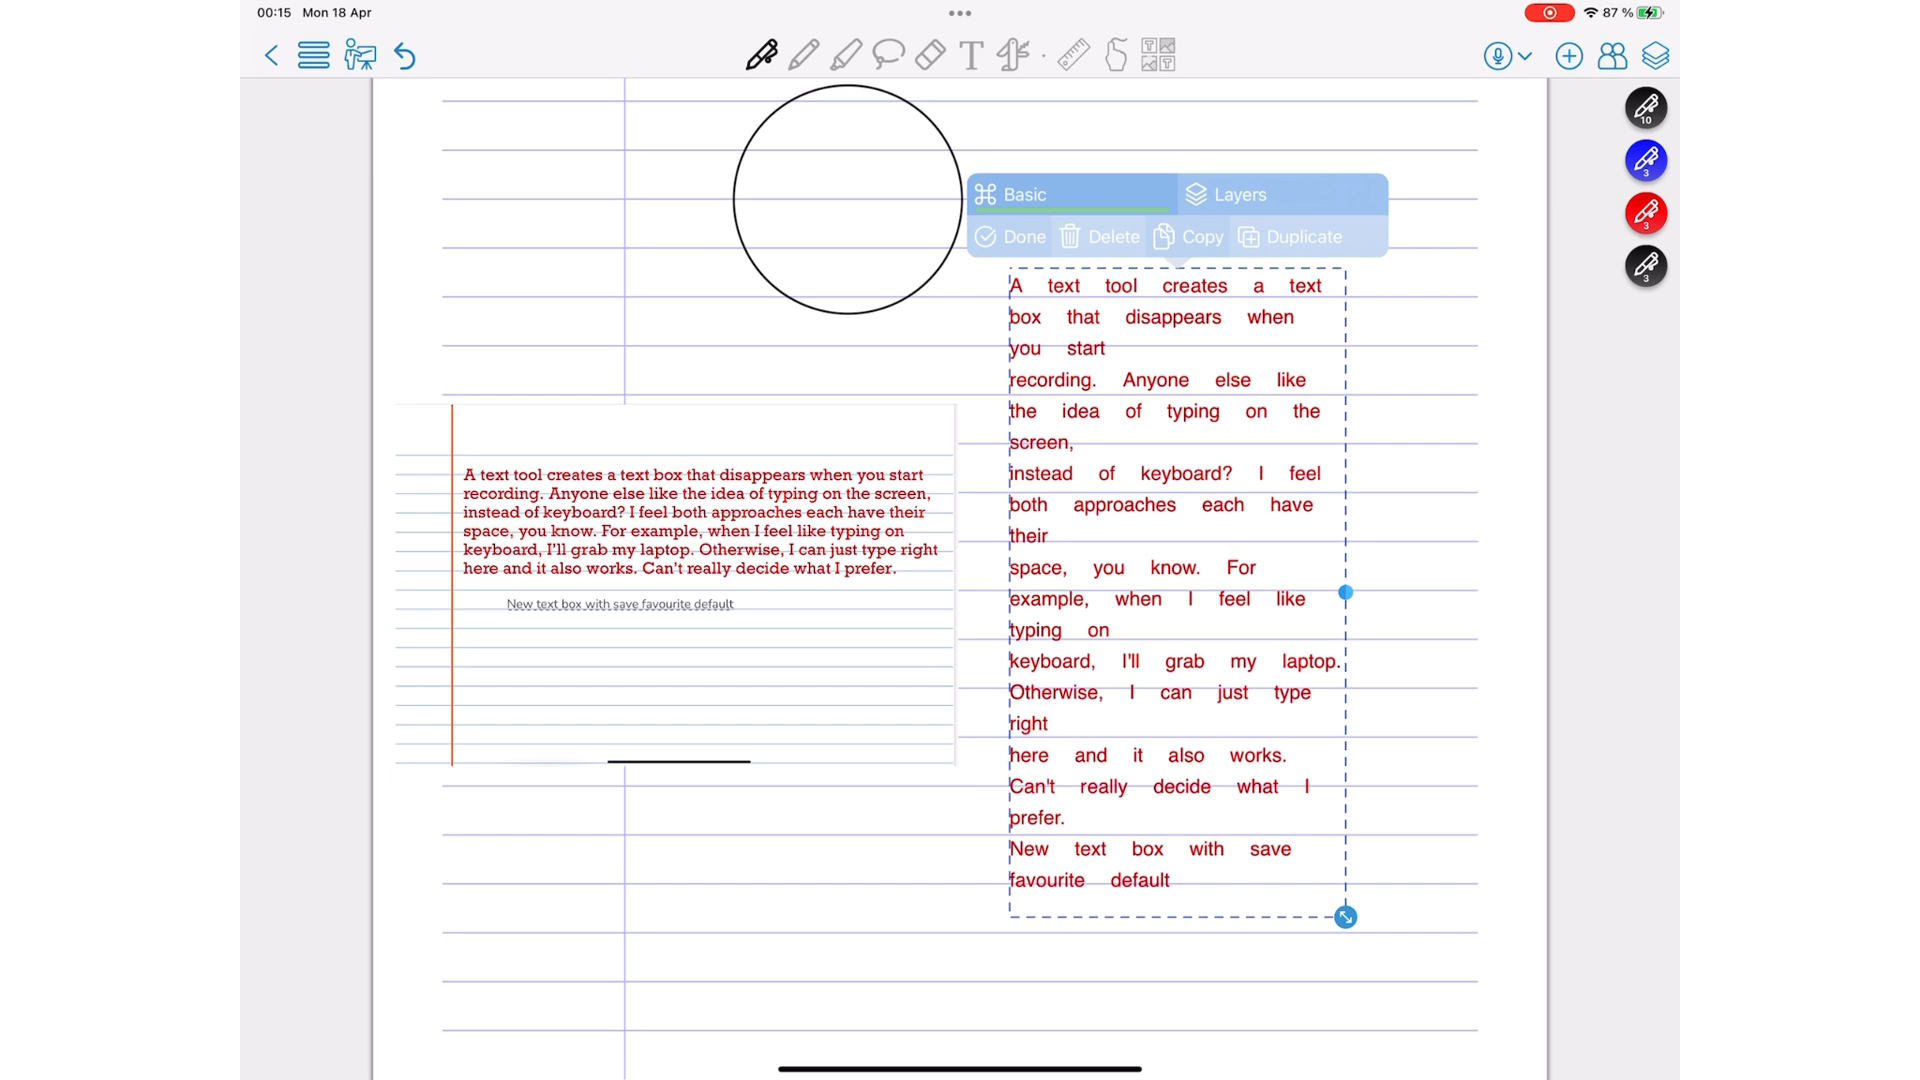 00:15 Mon 18 Apr
87 %
10
3
3
3
Basic
Layers
Done
Delete
Copy
Duplicate
A text tool creates a text
box that disappears when
you start
recording. Anyone else like
the idea of typing on the
screen,
instead of keyboard? I feel
both approaches each have
their
space, you know. For
example, when I feel like
typing on
keyboard, I'll grab my laptop.
Otherwise, I can just type
right
here and it also works.
Can't really decide what I
prefer.
New text box with save
favourite default
A text tool creates a text box that disappears when you start
recording. Anyone else like the idea of typing on the screen,
instead of keyboard? I feel both approaches each have their
space, you know. For example, when I feel like typing on
keyboard, I'll grab my laptop. Otherwise, I can just type right
here and it also works. Can't really decide what I prefer.
New text box with save favourite default